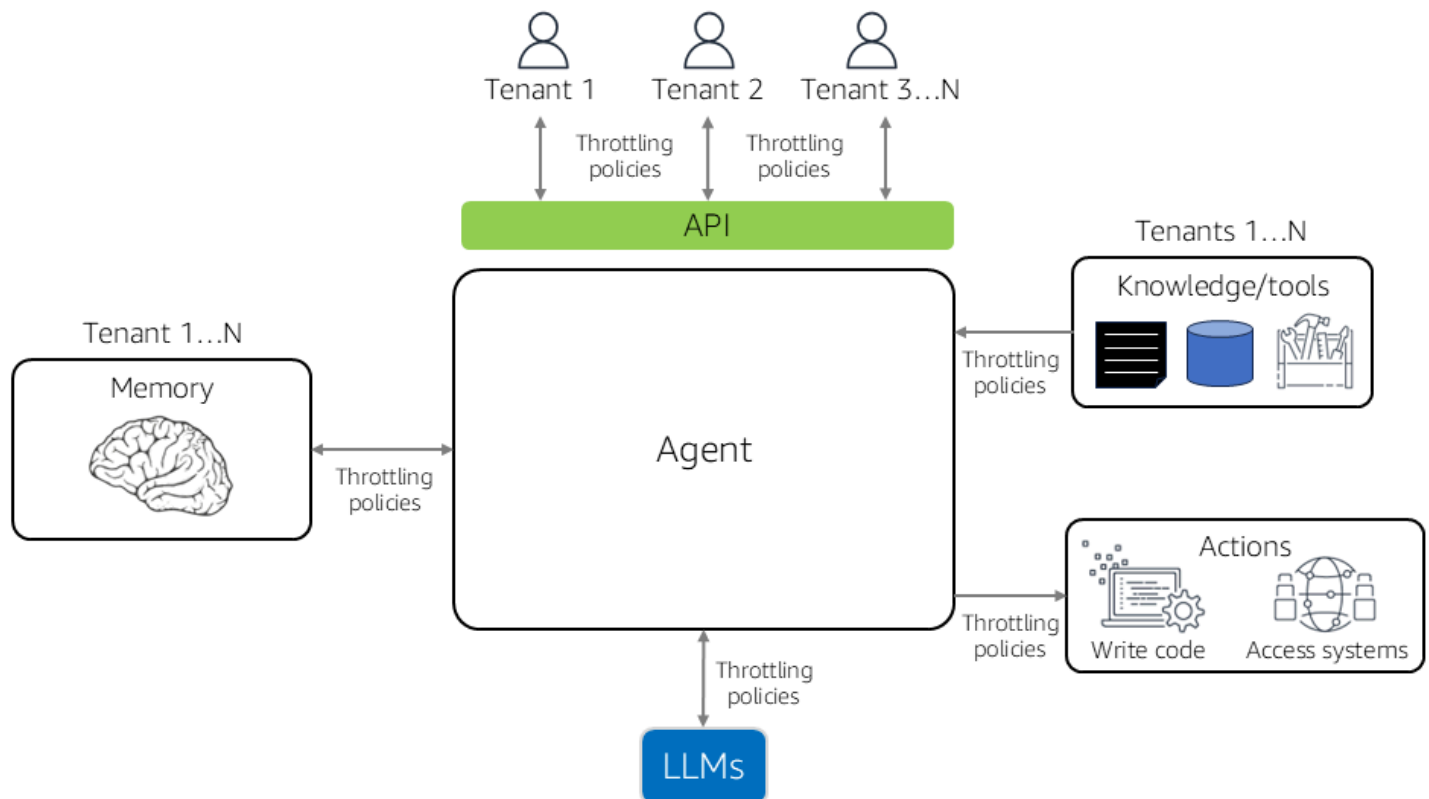 Tenant 1
Tenant 2
Tenant 3...N
Throttling
policies
Throttling
policies
API
Tenants 1...N
Knowledge/tools
Throttling
policies
Tenant 1...N
Memory
Throttling
policies
Agent
Actions
Write code
Access systems
Throttling
policies
Throttling
policies
LLMs